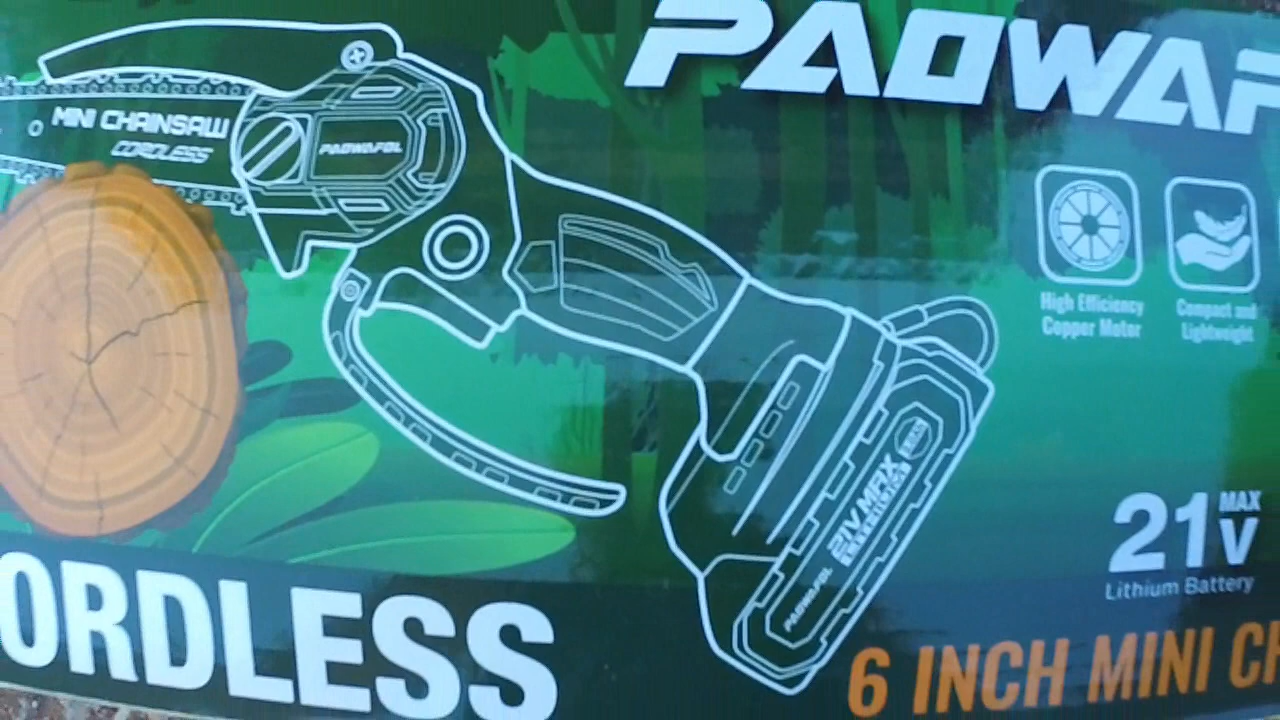 PAOWAF
MINI CHAINSAW
CORDLESS
PAOWAFOL
High Efficiency
Copper Motor
Compact and
Lightweight
21V MAX
PAOWAFOL
21V MAX
Lithium Battery
ORDLESS
6 INCH MINI CH